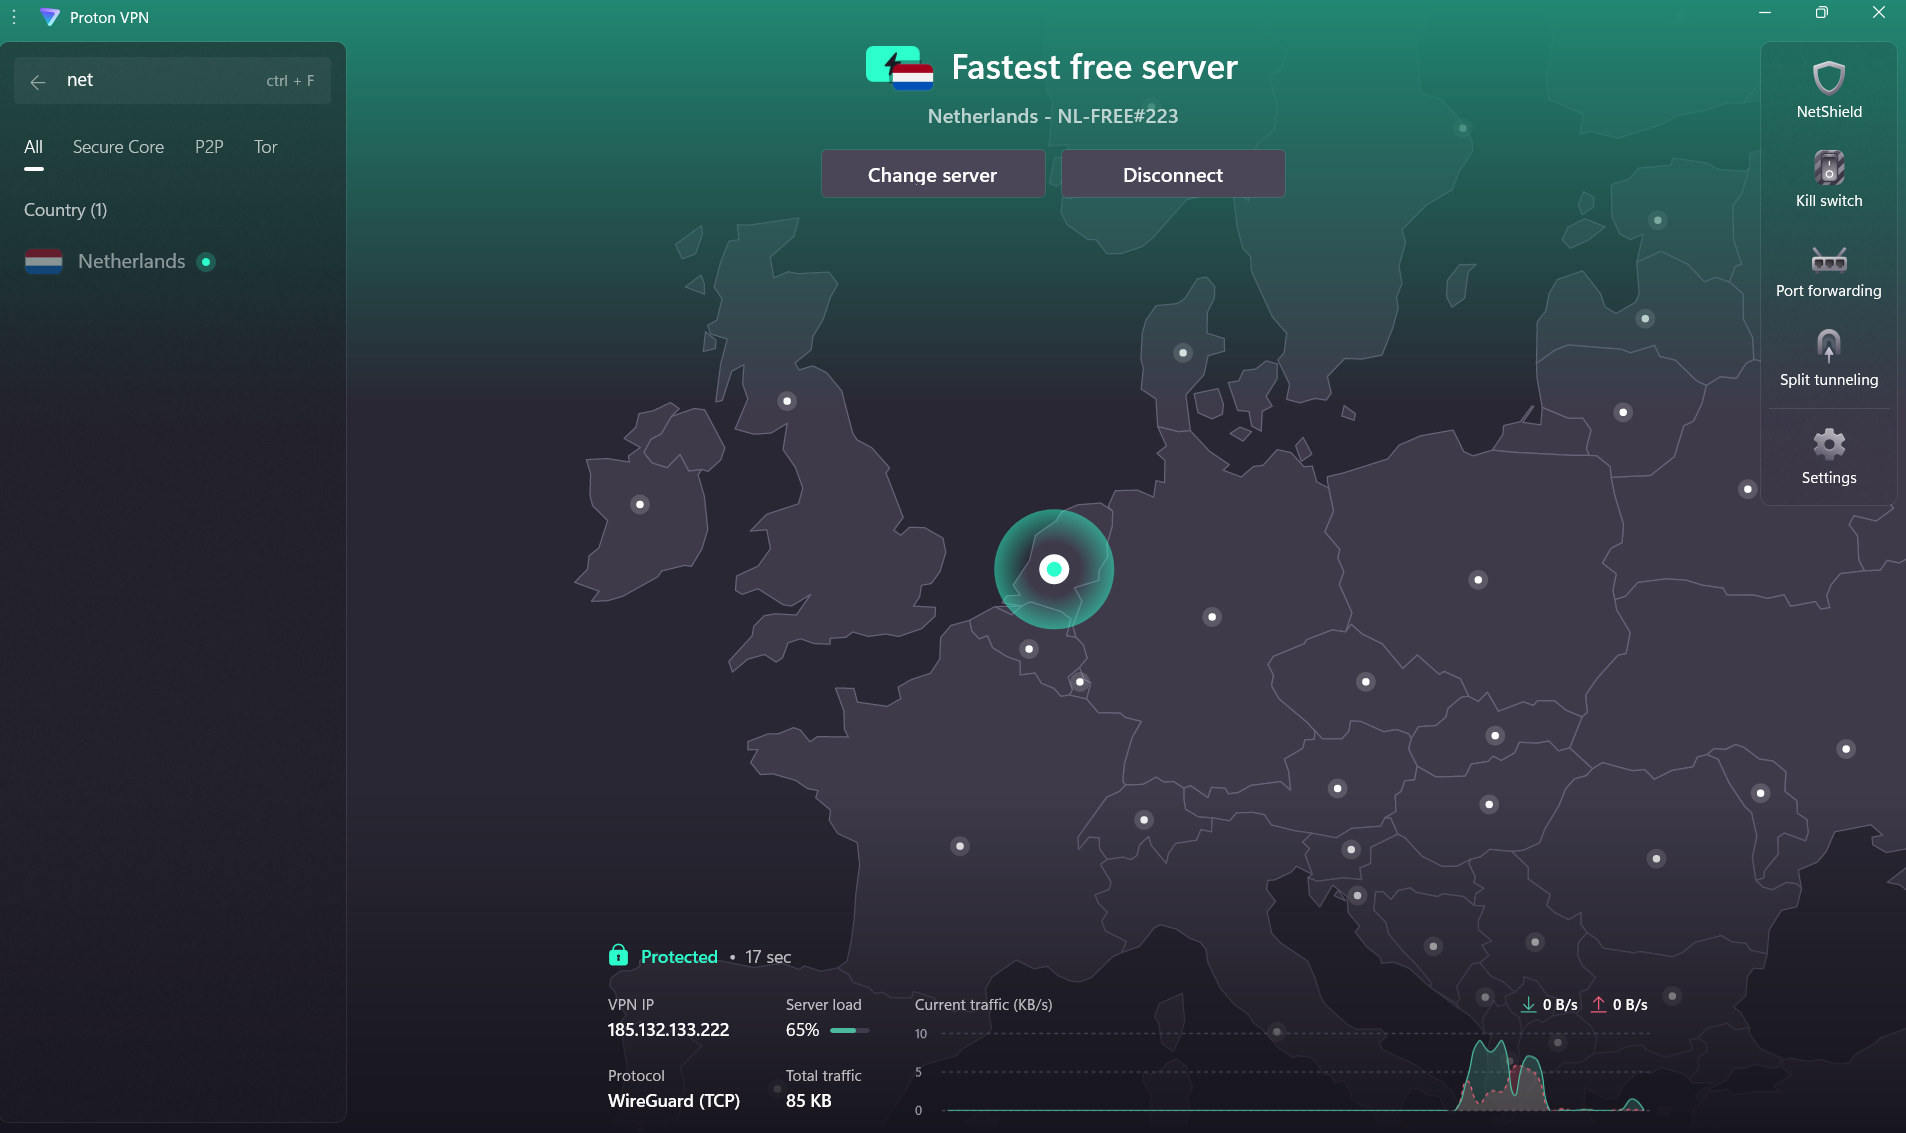 Proton VPN
net
ctrl + F
All
Secure Core
P2P
Tor
Country (1)
Netherlands
Fastest free server
Netherlands - NL-FREE#223
Change server
Disconnect
NetShield
Kill switch
Port forwarding
Split tunneling
Settings
Protected • 17 sec
VPN IP
185.132.133.222
Server load
65%
Protocol
WireGuard (TCP)
Total traffic
85 KB
Current traffic (KB/s)
0 B/s
0 B/s
10
5
0